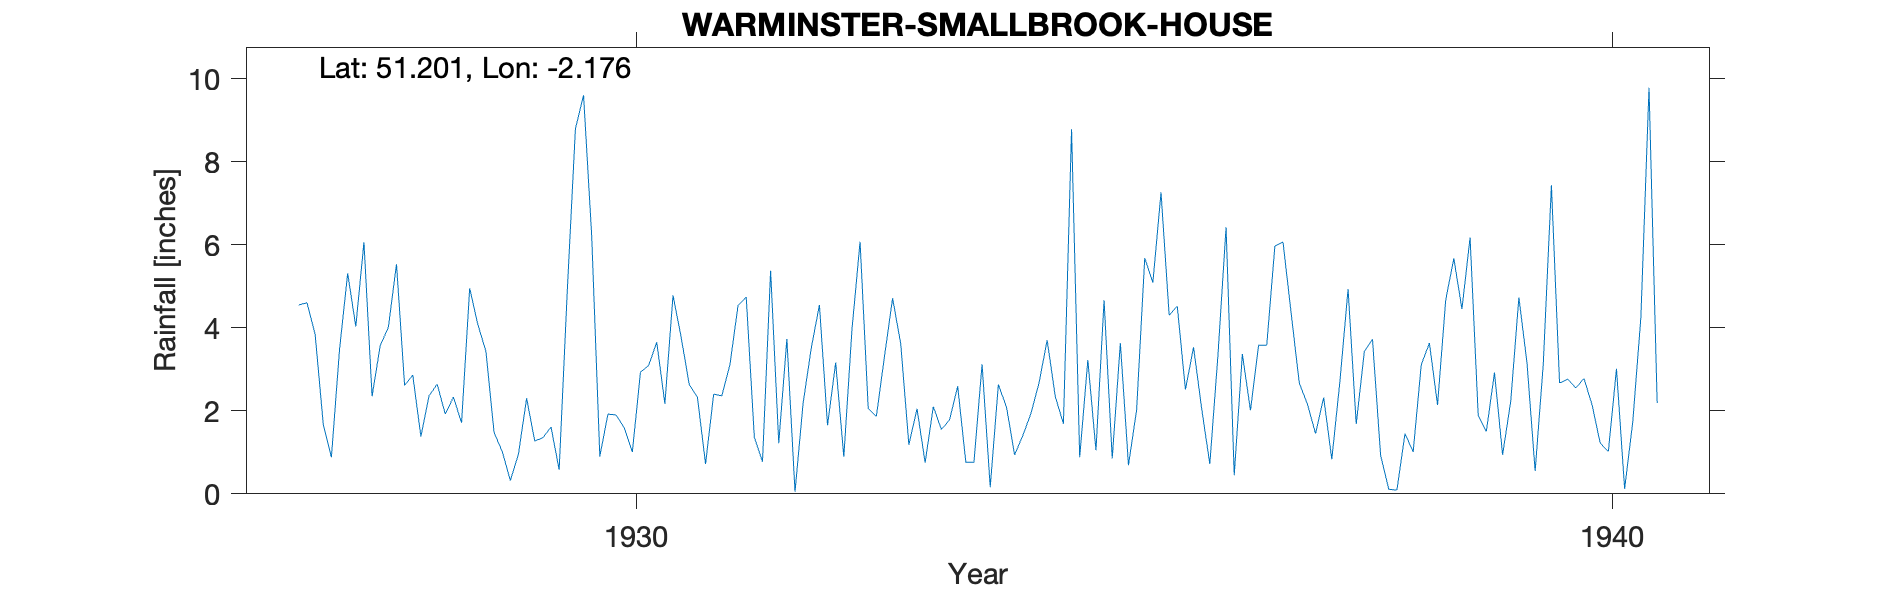 WARMINSTER-SMALLBROOK-HOUSE
Lat: 51.201, Lon: -2.176
10
8
6
4
2
0
Rainfall [inches]
1930
1940
Year